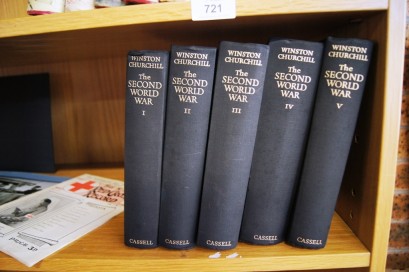 721
WINSTON
CHURCHILL
The
SECOND
WORLD
WAR
I
CASSELL
WINSTON
CHURCHILL
The
SECOND
WORLD
WAR
II
CASSELL
WINSTON
CHURCHILL
The
SECOND
WORLD
WAR
III
CASSELL
WINSTON
CHURCHILL
The
SECOND
WORLD
WAR
IV
CASSELL
WINSTON
CHURCHILL
The
SECOND
WORLD
WAR
V
CASSELL